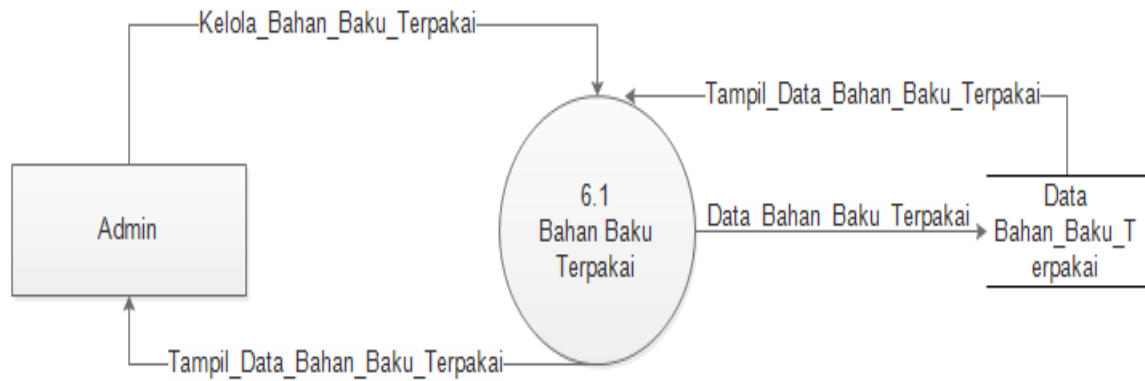 Kelola_Bahan_Baku_Terpakai
Tampil_Data_Bahan_Baku_Terpakai
Admin
6.1
Bahan Baku
Terpakai
Data_Bahan_Baku_Terpakai
Data
Bahan_Baku_T
erpakai
Tampil_Data_Bahan_Baku_Terpakai